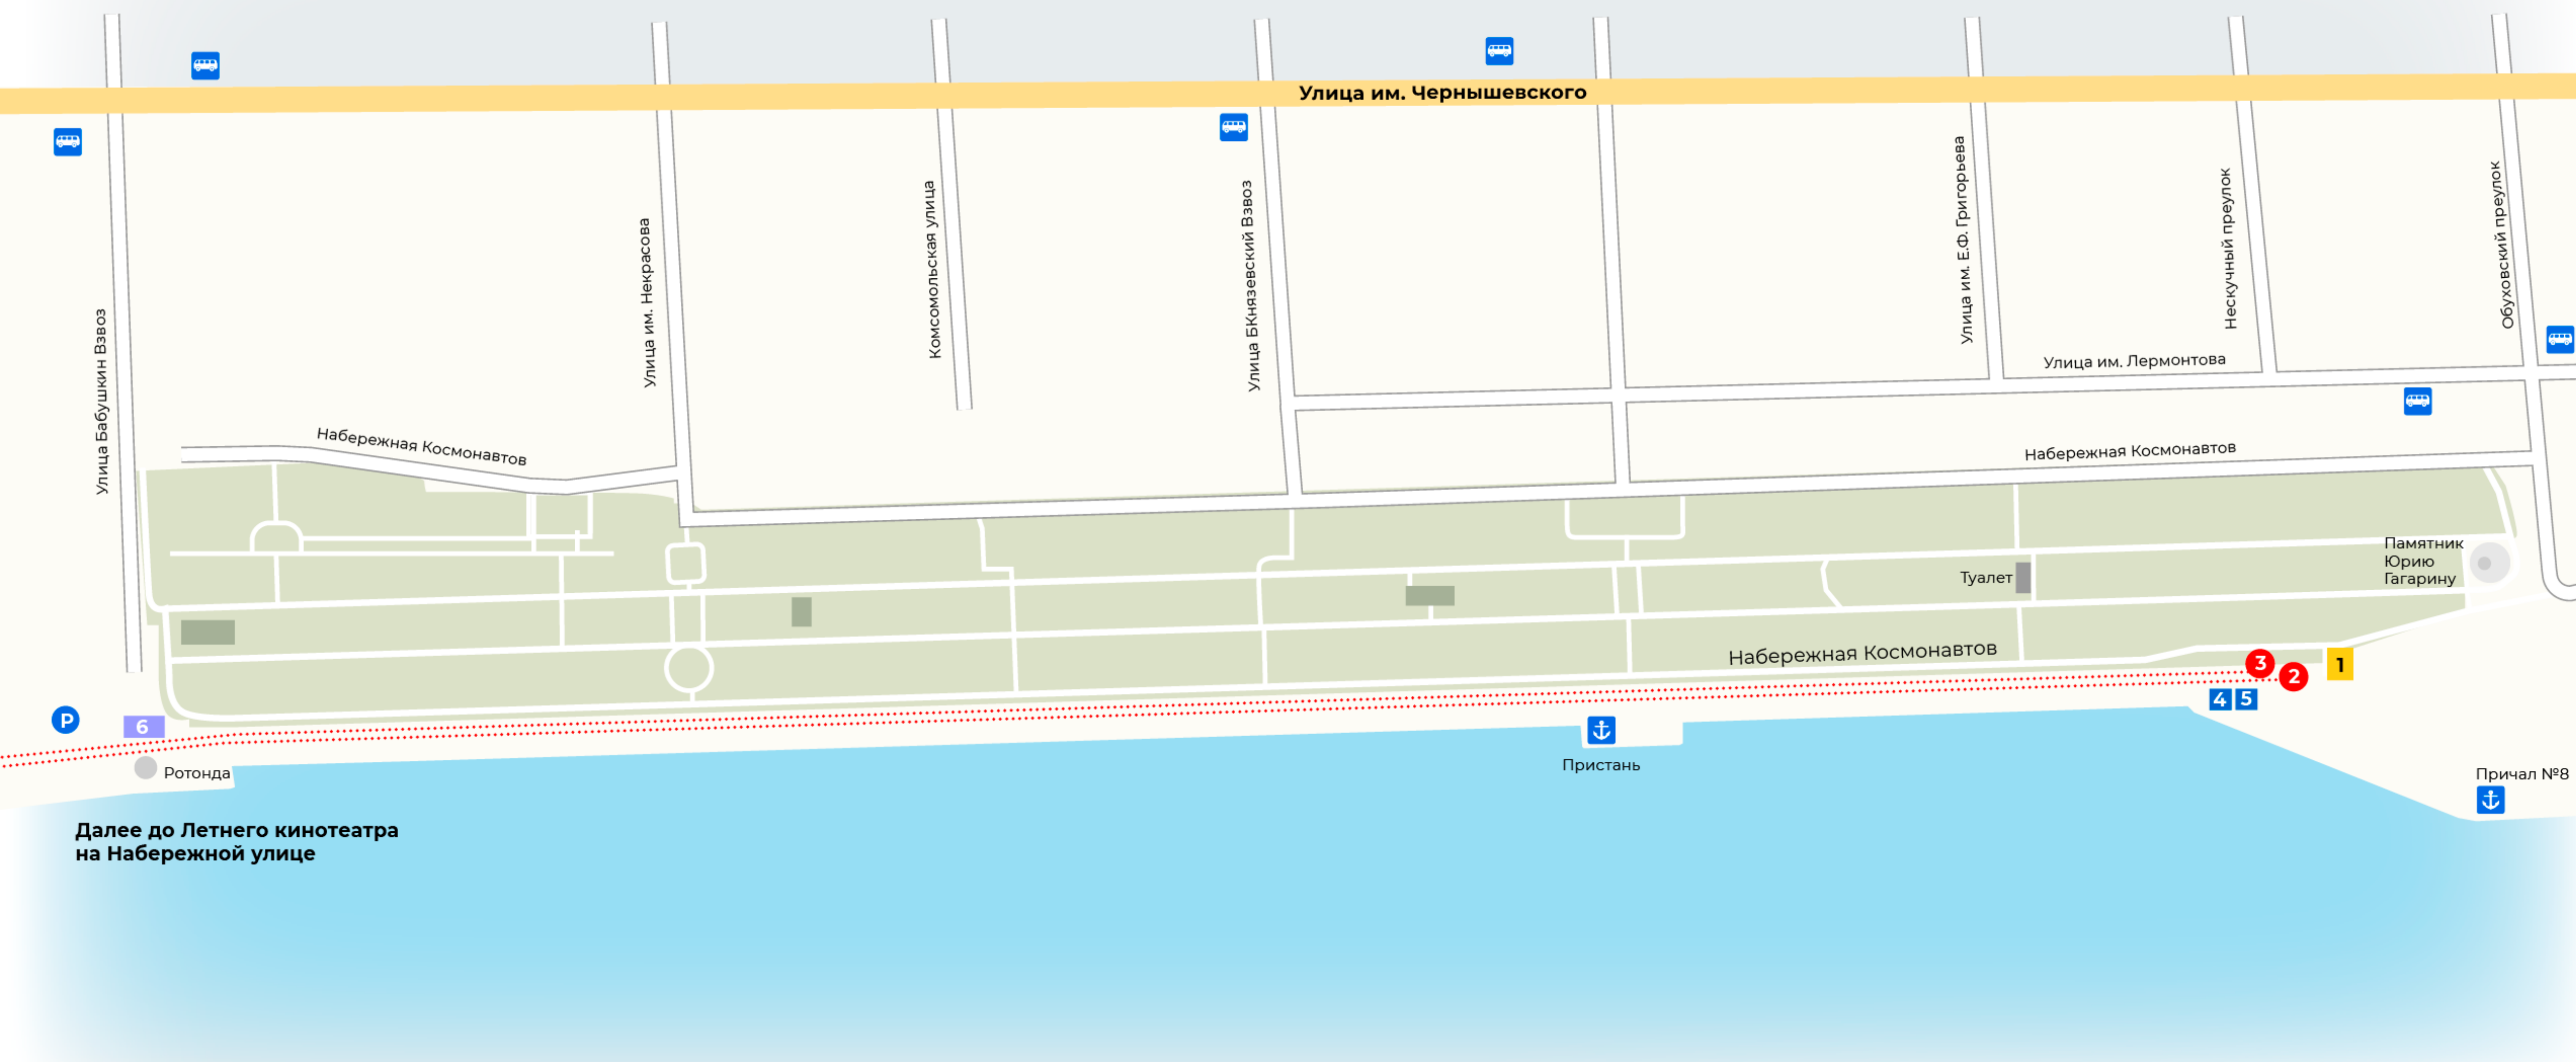 Улица им. Чернышевского
Улица Бабушкин Взвоз
Улица им. Некрасова
Комсомольская улица
Улица БКнязевский Взвоз
Улица им. Е.Ф. Григорьева
Нескучный преулок
Обуховский преулок
Улица им. Лермонтова
Набережная Космонавтов
Набережная Космонавтов
Памятник
Юрию
Гагарину
Туалет
Набережная Космонавтов
3
2
1
4
5
P
6
Ротонда
Пристань
Причал №8
Далее до Летнего кинотеатра
на Набережной улице